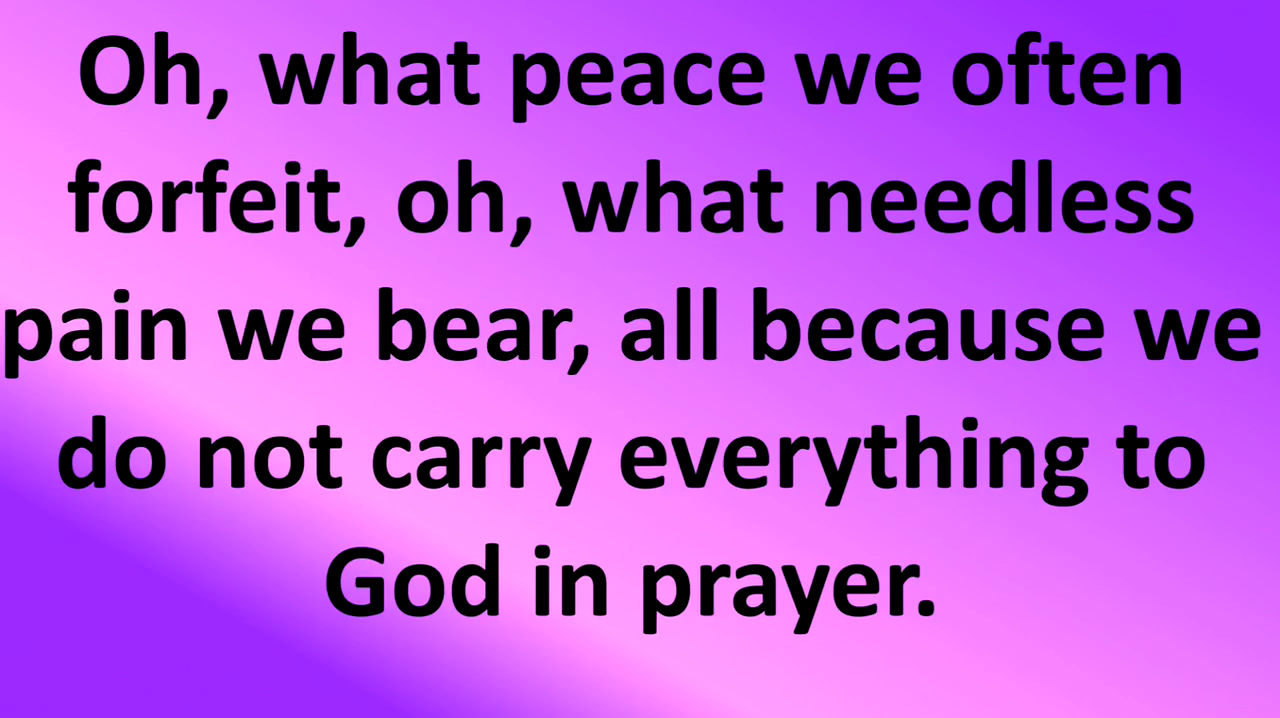 Oh, what peace we often
forfeit, oh, what needless
pain we bear, all because we
do not carry everything to
God in prayer.